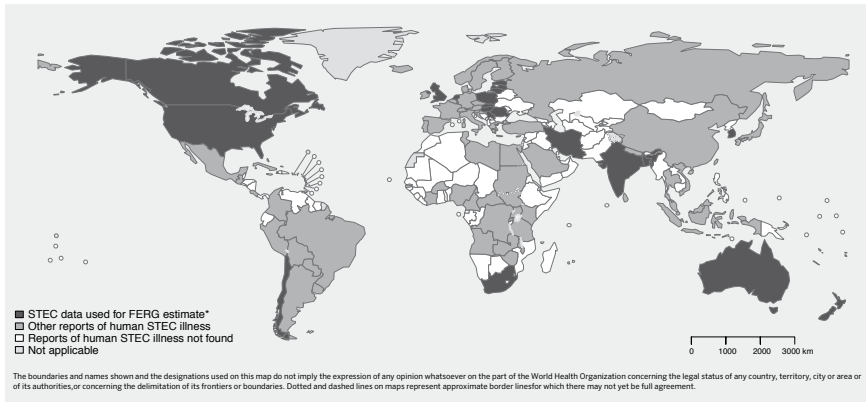 STEC data used for FERG estimate*
Other reports of human STEC illness
Reports of human STEC illness not found
Not applicable
0 1000 2000 3000 km
The boundaries and names shown and the designations used on this map do not imply the expression of any opinion whatsoever on the part of the World Health Organization concerning the legal status of any country, territory, city or area or
of its authorities,or concerning the delimitation of its frontiers or boundaries. Dotted and dashed lines on maps represent approximate border linesfor which there may not yet be full agreement.